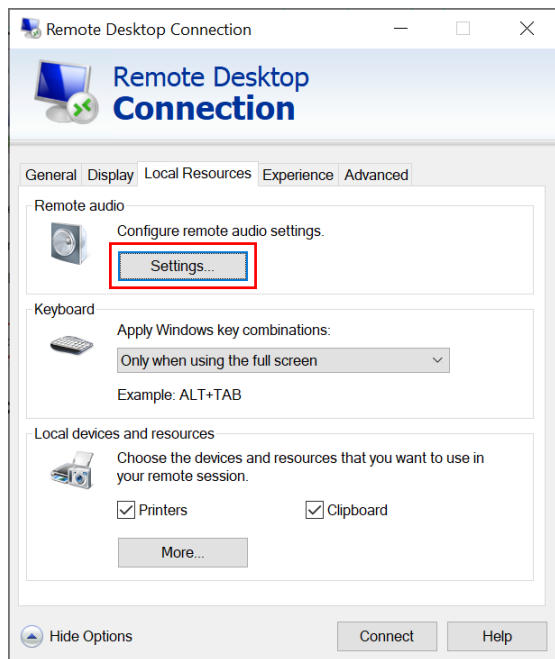 Remote Desktop Connection
Remote Desktop
Connection
General Display Local Resources Experience Advanced
Remote audio
Configure remote audio settings.
Settings...
Keyboard
Apply Windows key combinations:
Only when using the full screen
Example: ALT+TAB
Local devices and resources
Choose the devices and resources that you want to use in
your remote session.
Printers Clipboard
More...
Hide Options Connect Help